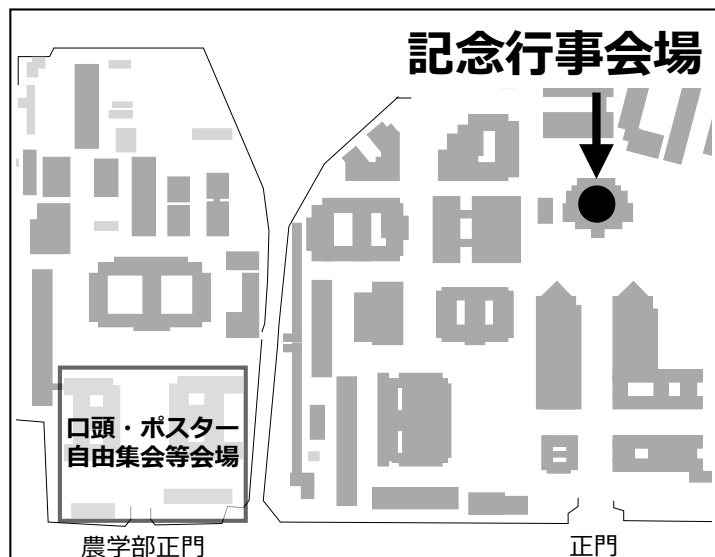 記念行事会場
口頭・ポスター
自由集会等会場
農学部正門
正門